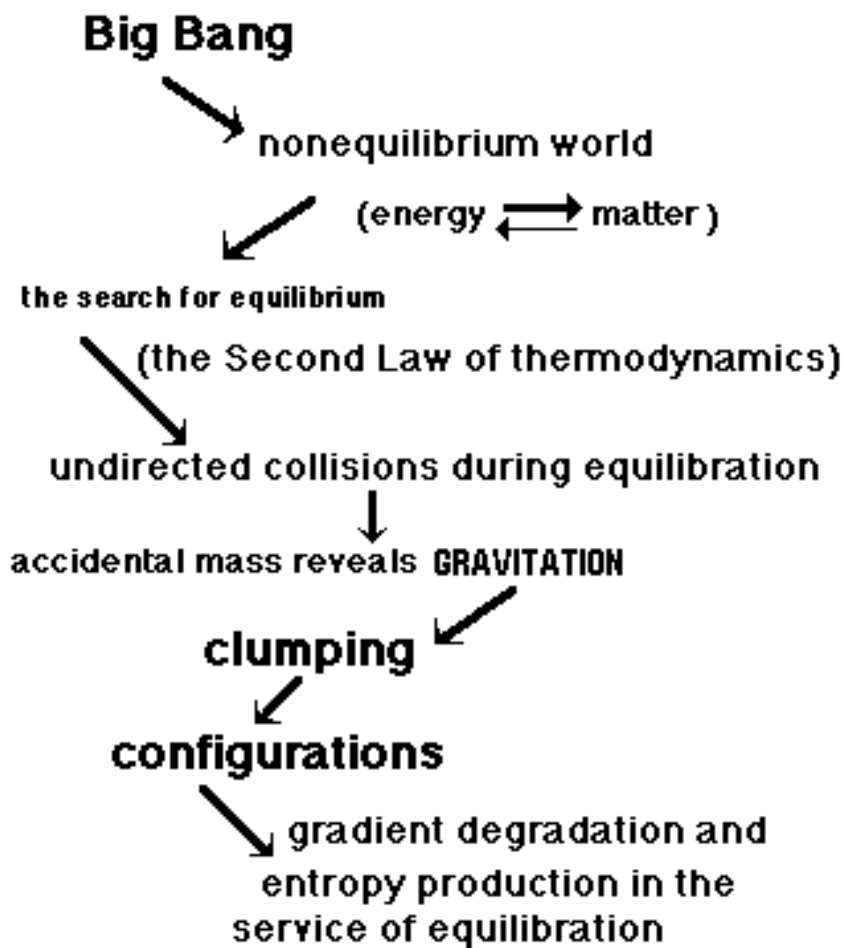 Big Bang
nonequilibrium world
(energy matter)
the search for equilibrium
(the Second Law of thermodynamics)
undirected collisions during equilibration
accidental mass reveals GRAVITATION
clumping
configurations
gradient degradation and
entropy production in the
service of equilibration